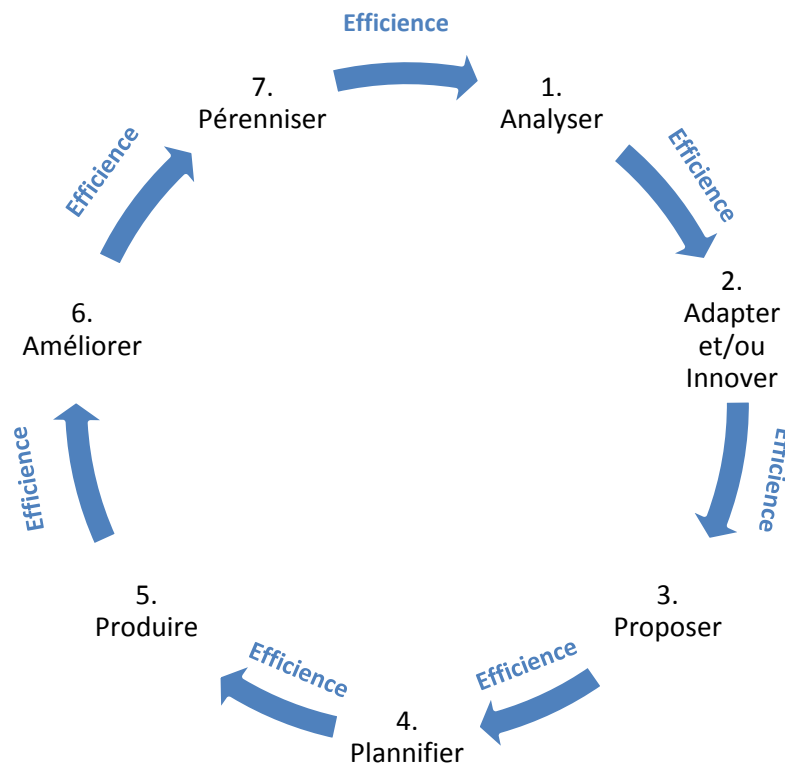 Efficience
1.
Analyser
Efficience
2.
Adapter
et/ou
Innover
Efficience
3.
Proposer
Efficience
4.
Plannifier
Efficience
5.
Produire
Efficience
6.
Améliorer
Efficience
7.
Pérenniser